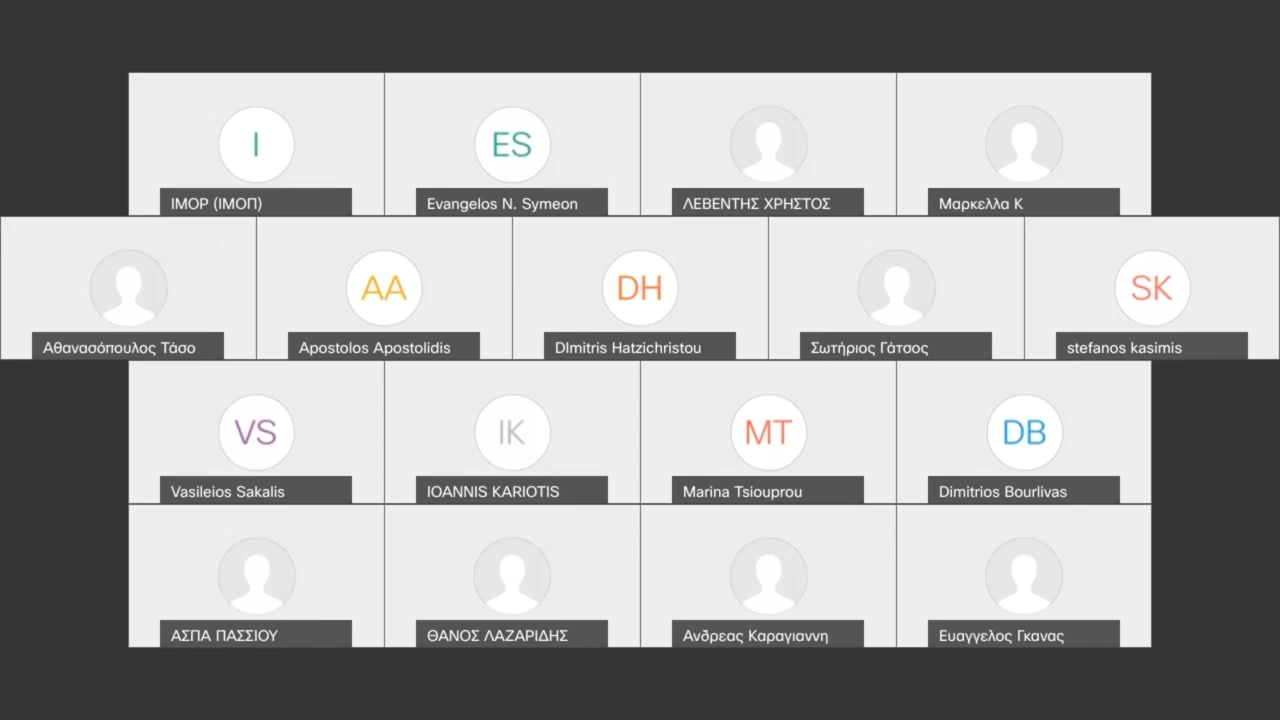 I
ES
IMOP (ΙΜΟΠ)
Evangelos N. Symeon
ΛΕΒΕΝΤΗΣ ΧΡΗΣΤΟΣ
Μαρκελλα Κ
AA
DH
SK
Αθανασόπουλος Τάσο
Apostolos Apostolidis
DImitris Hatzichristou
Σωτήριος Γάτσος
stefanos kasimis
VS
IK
MT
DB
Vasileios Sakalis
IOANNIS KARIOTIS
Marina Tsiouprou
Dimitrios Bourlivas
ΑΣΠΑ ΠΑΣΣΙΟΥ
ΘΑΝΟΣ ΛΑΖΑΡΙΔΗΣ
Ανδρεας Καραγιαννη
Ευαγγελος Γκανας